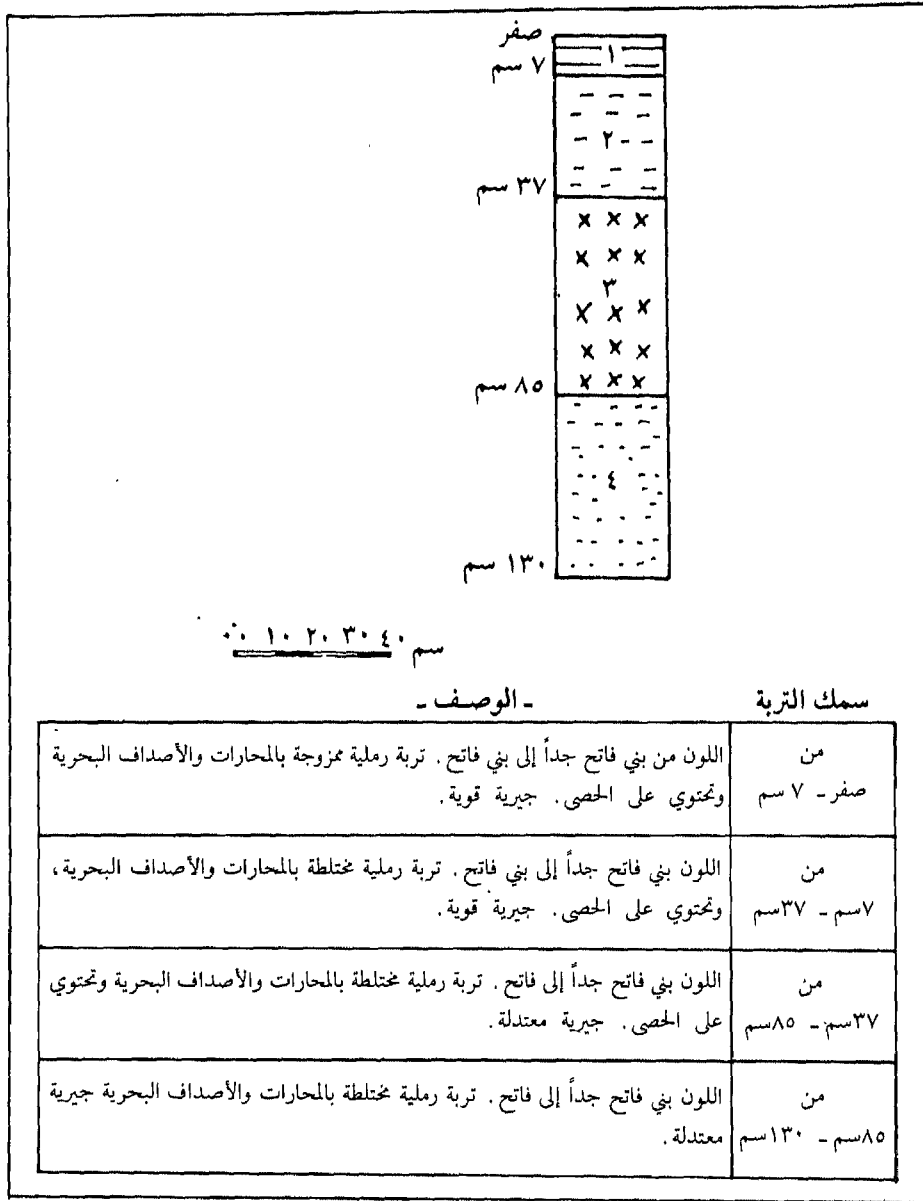 صفر
١
٧ سم
٢
٣٧ سم
٣
٨٥ سم
٤
١٣٠ سم
٠٠ ١٠ ٢٠ ٣٠ ٤٠ سم
سمك التربة
- الوصف -
من
صفر - ٧ سم
اللون من بني فاتح جداً إلى بني فاتح . تربة رملية ممزوجة بالمحارات والأصداف البحرية
وتحتوي على الحصى . جيرية قوية .
من
٧سم - ٣٧سم
اللون بني فاتح جداً إلى بني فاتح . تربة رملية مختلطة بالمحارات والأصداف البحرية ،
وتحتوي على الحصى . جيرية قوية .
من
٣٧سم - ٨٥سم
اللون بني فاتح جداً إلى فاتح . تربة رملية مختلطة بالمحارات والأصداف البحرية وتحتوي
على الحصى . جيرية معتدلة .
من
٨٥سم - ١٣٠سم
اللون بني فاتح جداً إلى فاتح . تربة رملية مختلطة بالمحارات والأصداف البحرية جيرية
معتدلة .